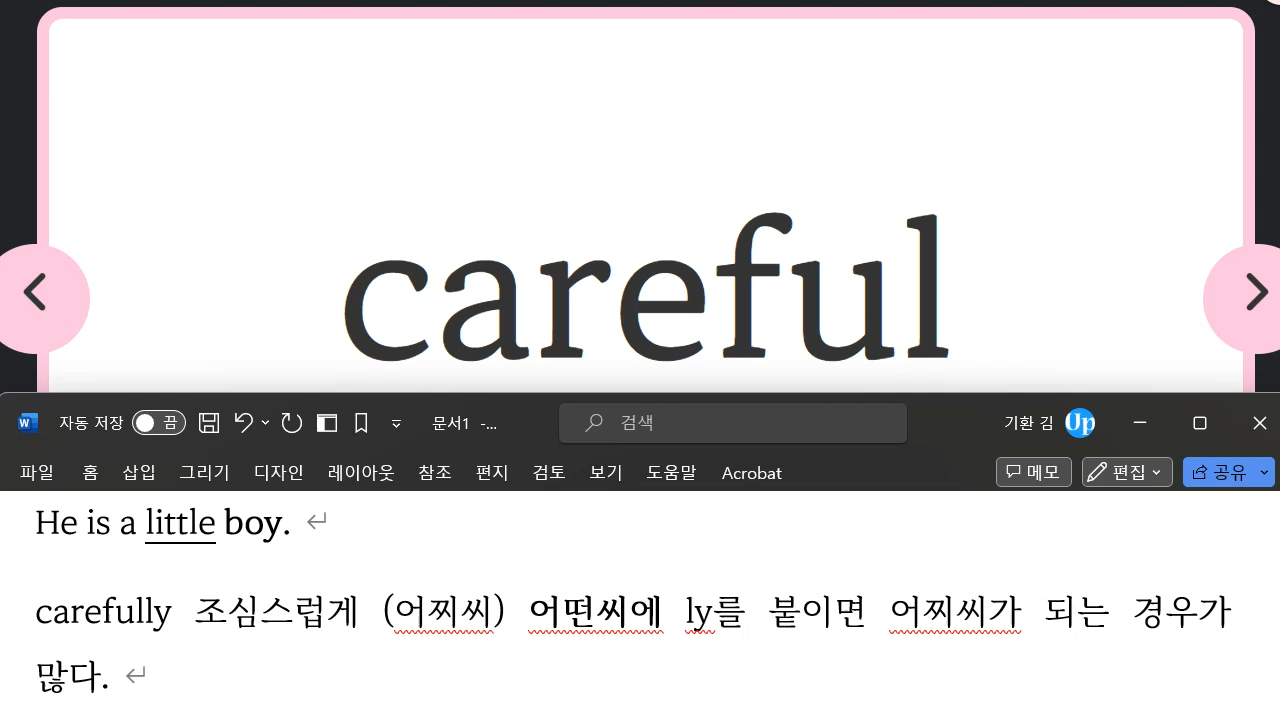 careful
자동 저장 끔 문서1 -... 검색 기환 김 Up
파일 홈 삽입 그리기 디자인 레이아웃 참조 편지 검토 보기 도움말 Acrobat 메모 편집 공유
He is a little boy. ↵
carefully 조심스럽게 (어찌씨) 어떤씨에 ly를 붙이면 어찌씨가 되는 경우가
많다. ↵